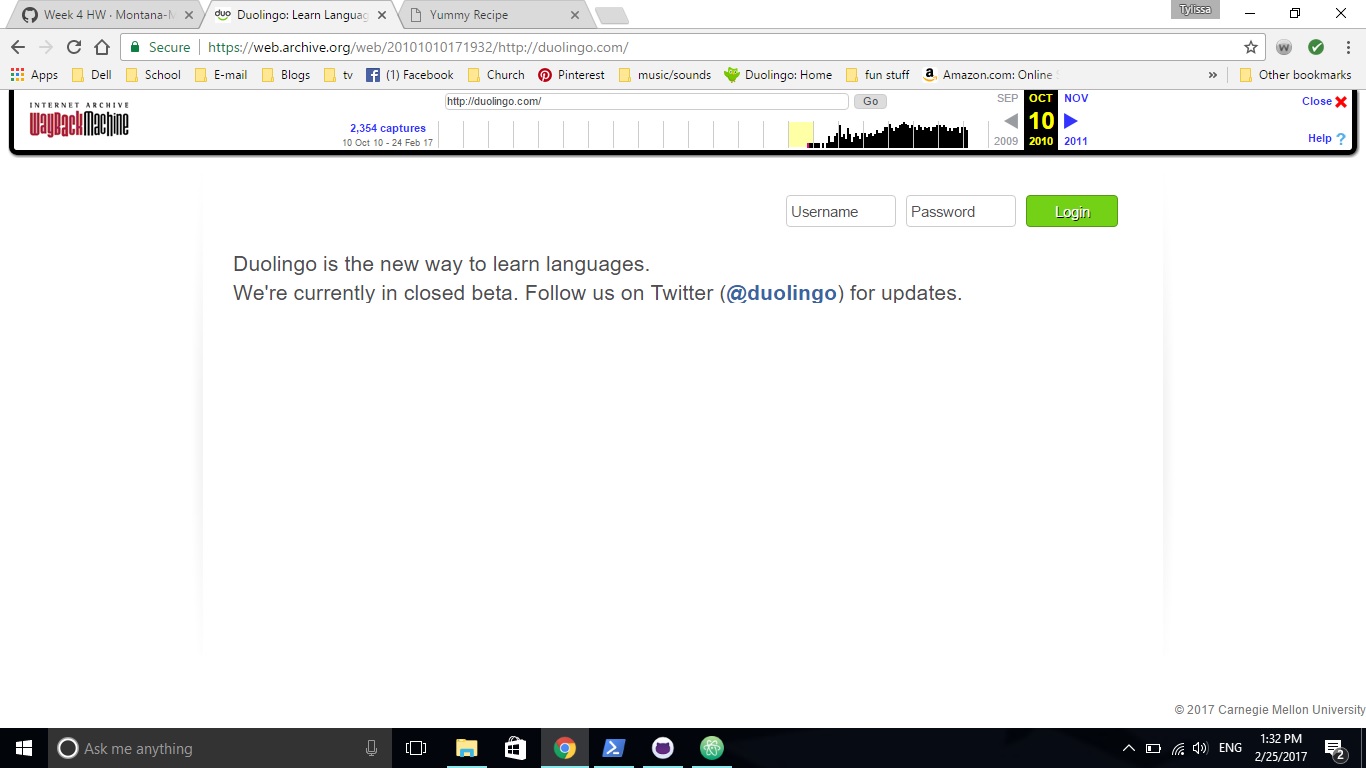 Week 4 HW · Montana-M
Duolingo: Learn Languag
Yummy Recipe
Tylissa
Secure https://web.archive.org/web/20101010171932/http://duolingo.com/
Apps Dell School E-mail Blogs tv (1) Facebook Church Pinterest music/sounds Duolingo: Home fun stuff Amazon.com: Online S » Other bookmarks
INTERNET ARCHIVE
WayBackMachine
http://duolingo.com/ Go
SEP OCT NOV
Close
2,354 captures
10
10 Oct 10 - 24 Feb 17
2009 2010 2011
Help ?
Username Password Login
Duolingo is the new way to learn languages.
We're currently in closed beta. Follow us on Twitter (@duolingo) for updates.
© 2017 Carnegie Mellon University
Ask me anything
ENG
1:32 PM
2/25/2017
2